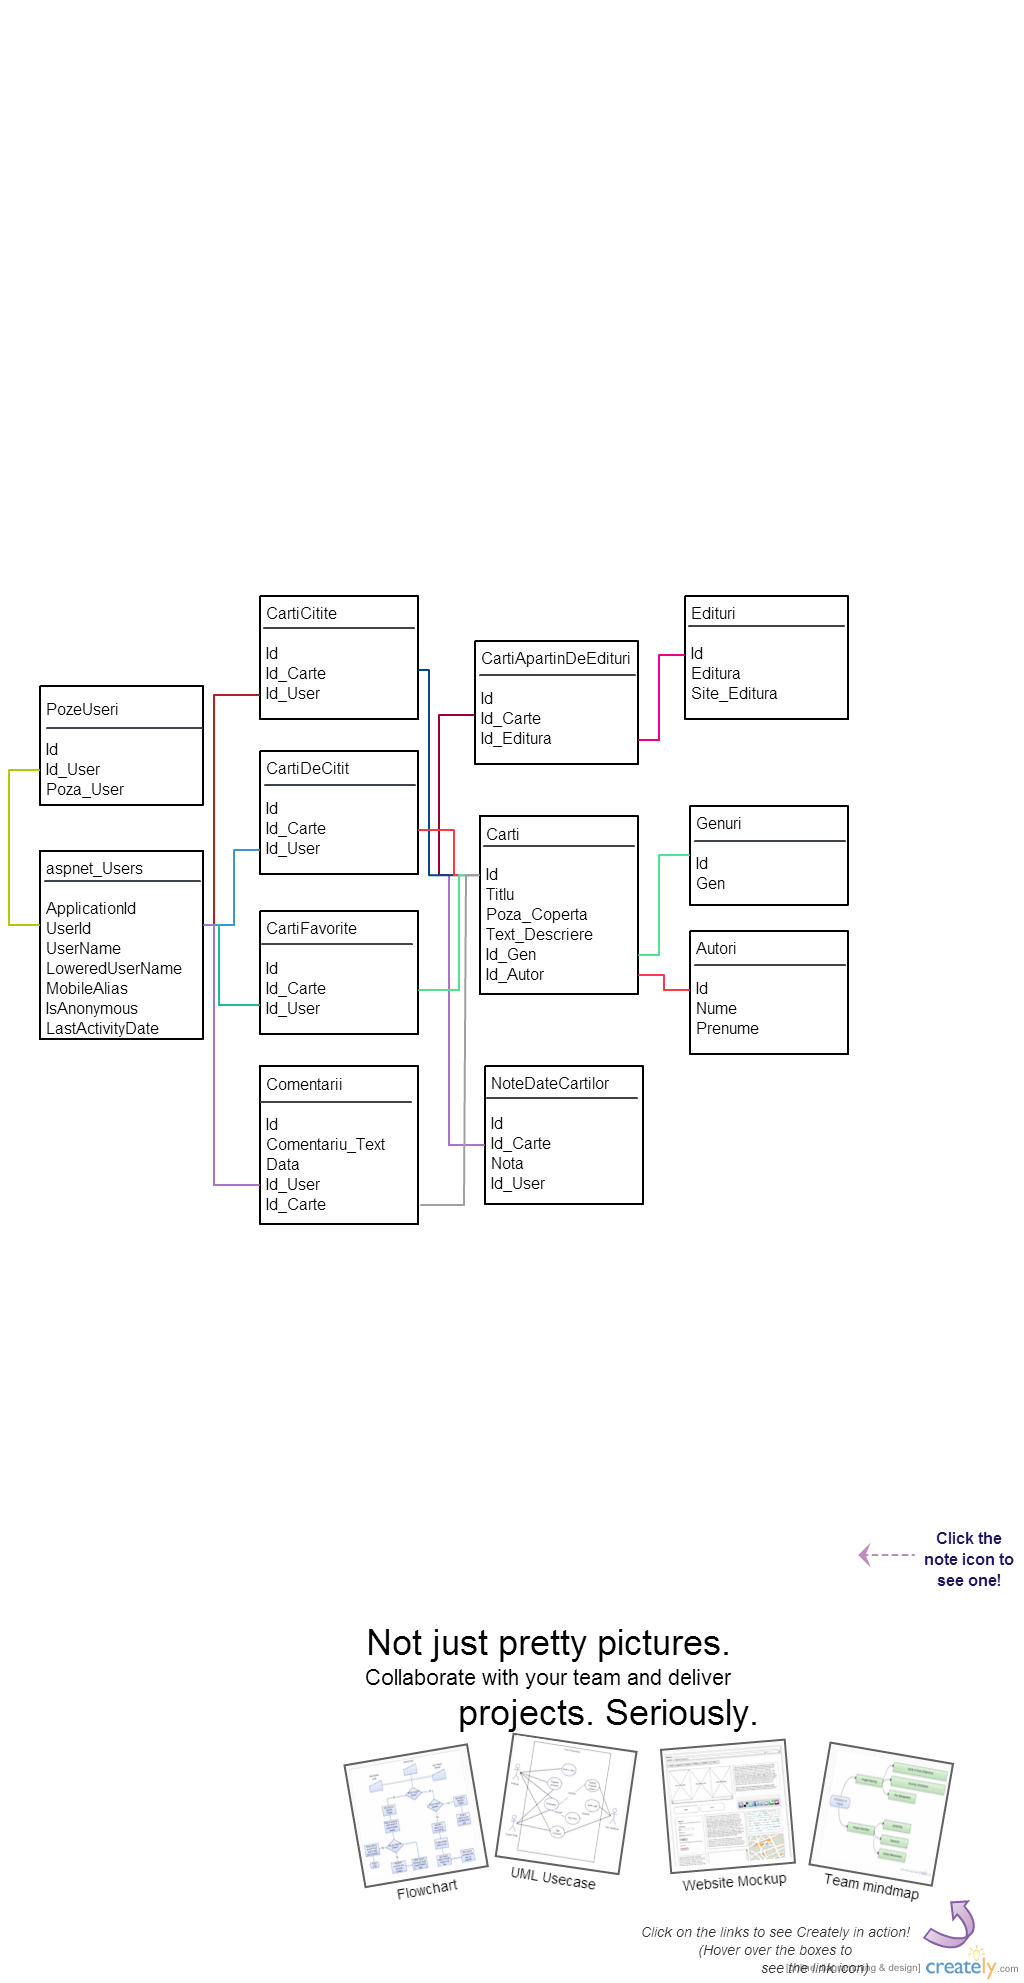 CartiCitite
Id
Id_Carte
Id_User
Edituri
Id
Editura
Site_Editura
CartiApartinDeEdituri
Id
Id_Carte
Id_Editura
PozeUseri
Id
Id_User
Poza_User
CartiDeCitit
Id
Id_Carte
Id_User
Genuri
Id
Gen
Carti
Id
Titlu
Poza_Coperta
Text_Descriere
Id_Gen
Id_Autor
aspnet_Users
ApplicationId
UserId
UserName
LoweredUserName
MobileAlias
IsAnonymous
LastActivityDate
CartiFavorite
Id
Id_Carte
Id_User
Autori
Id
Nume
Prenume
Comentarii
Id
Comentariu_Text
Data
Id_User
Id_Carte
NoteDateCartilor
Id
Id_Carte
Nota
Id_User
Click the
note icon to
see one!
Not just pretty pictures.
Collaborate with your team and deliver
projects. Seriously.
Flowchart
UML Usecase
Website Mockup
Team mindmap
Click on the links to see Creately in action!
(Hover over the boxes to
see the link icon)
& design]
creately.com